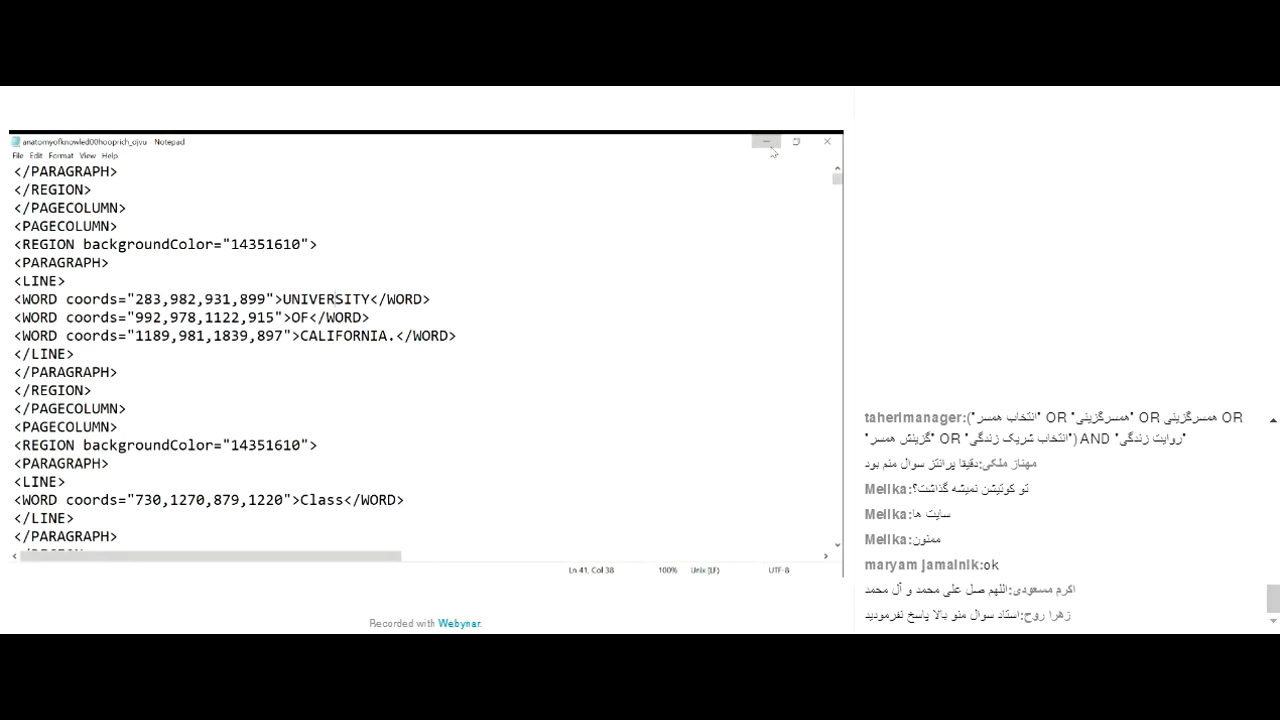 anatomyofknowled00hooprich_djvu - Notepad
File Edit Format View Help
</PARAGRAPH>
</REGION>
</PAGECOLUMN>
<PAGECOLUMN>
<REGION backgroundColor="14351610">
<PARAGRAPH>
<LINE>
<WORD coords="283,982,931,899">UNIVERSITY</WORD>
<WORD coords="992,978,1122,915">OF</WORD>
<WORD coords="1189,981,1839,897">CALIFORNIA.</WORD>
</LINE>
</PARAGRAPH>
</REGION>
</PAGECOLUMN>
<PAGECOLUMN>
<REGION backgroundColor="14351610">
<PARAGRAPH>
<LINE>
<WORD coords="730,1270,879,1220">Class</WORD>
</LINE>
</PARAGRAPH>
Ln 41, Col 38 100% Unix (LF) UTF-8
Recorded with Webynar.
taherimanager:("انتخاب همسر" OR "همسرگزینی" OR همسرگزینی OR
"گزینش همسر" OR "انتخاب شریک زندگی") AND "روایت زندگی"
مهناز ملکی:دقیقا پرانتز سوال منم بود
Melika:تو کوتیشن نمیشه گذاشت؟
Melika:سایت ها
Melika:ممنون
maryam jamalnik:ok
اکرم مسعودی:اللهم صل علی محمد و آل محمد
زهرا روح:استاد سوال منو بالا پاسخ نفرمودید